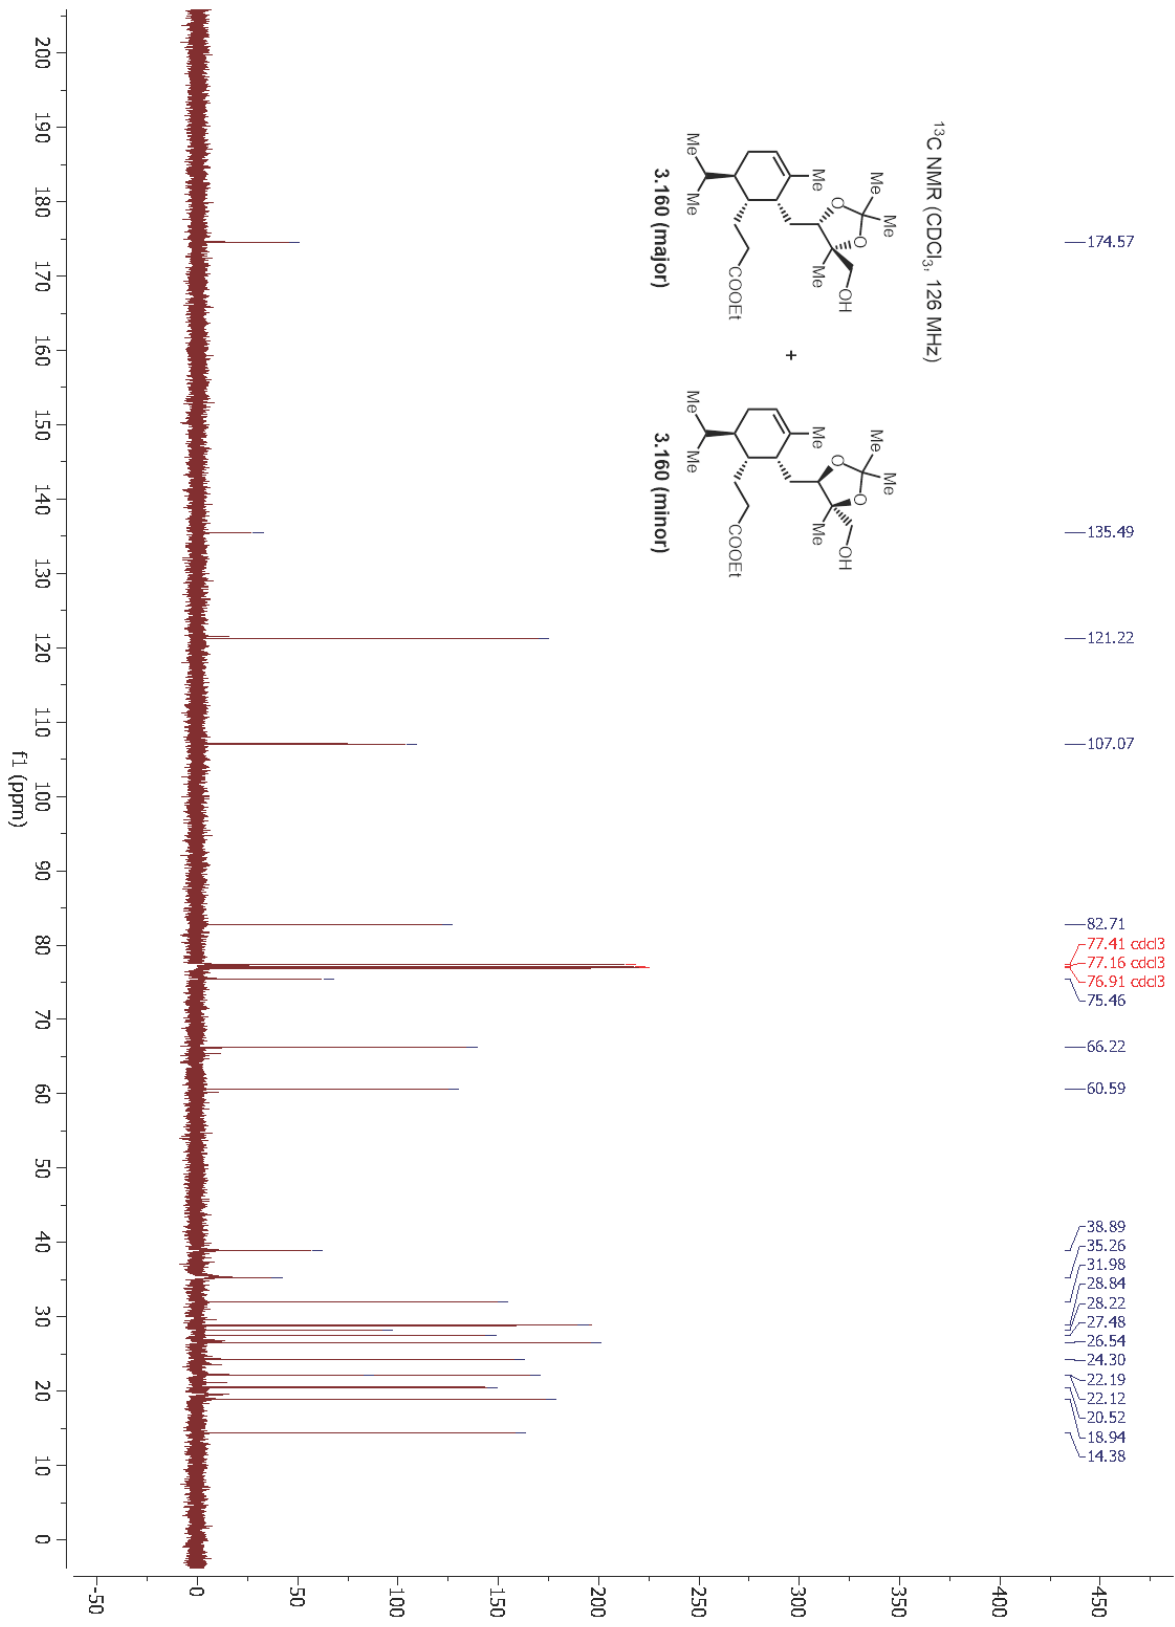 ¹³C NMR (CDCl₃, 126 MHz)
Me
Me
O
O
OH
Me
Me
COOEt
Me
Me
3.160 (major)
+
Me
Me
O
O
OH
Me
Me
COOEt
Me
Me
3.160 (minor)
174.57
135.49
121.22
107.07
82.71
77.41 cdcl3
77.16 cdcl3
76.91 cdcl3
75.46
66.22
60.59
38.89
35.26
31.98
28.84
28.22
27.48
26.54
24.30
22.19
22.12
20.52
18.94
14.38
450
400
350
300
250
200
150
100
50
0
-50
200 190 180 170 160 150 140 130 120 110 100 90 80 70 60 50 40 30 20 10 0
f1 (ppm)